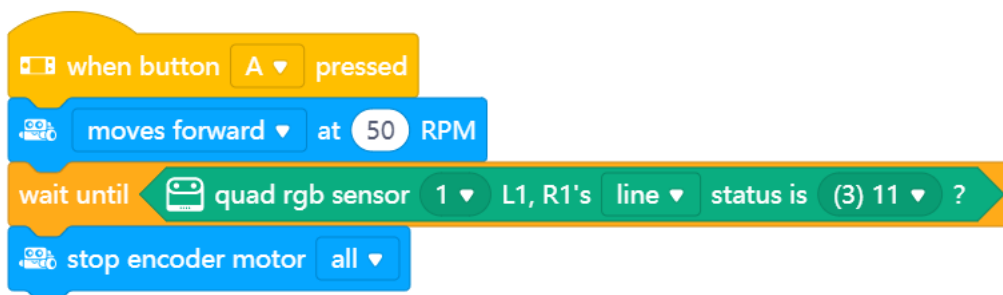 when button A pressed
moves forward at 50 RPM
wait until quad rgb sensor 1 L1, R1's line status is (3) 11 ?
stop encoder motor all